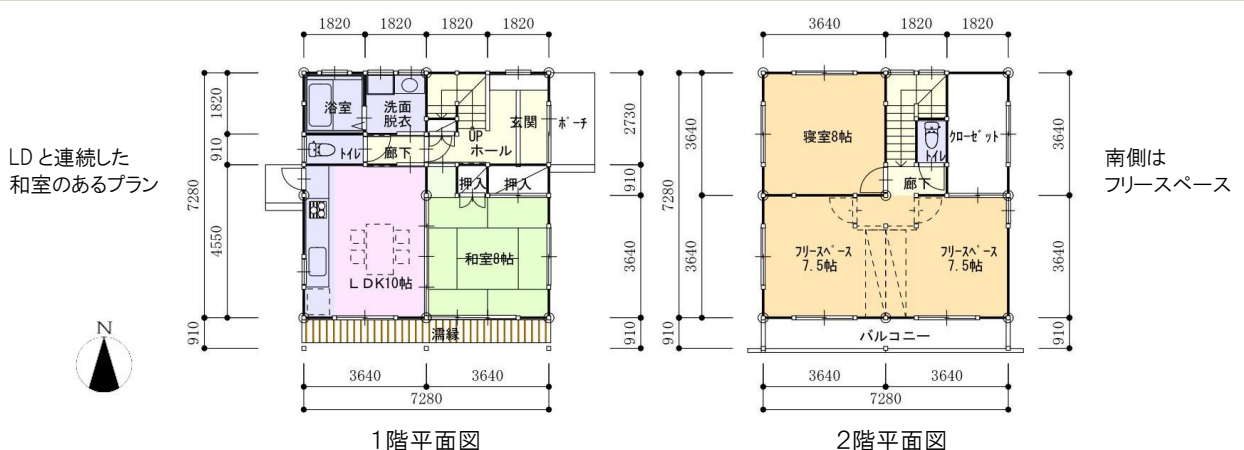 1820 1820 1820 1820
3640 1820 1820
LDと連続した
和室のあるプラン
南側は
フリースペース
7280
1820
910
4550
910
浴室
洗面
脱衣
UP
ホール
玄関
ポーチ
トイレ
廊下
押入
押入
LDK10帖
和室8帖
濡縁
2730
910
3640
910
3640 3640
7280
1階平面図
7280
3640
3640
910
寝室8帖
トイレ
クローゼット
廊下
フリースペース
7.5帖
フリースペース
7.5帖
バルコニー
3640
3640
910
3640 3640
7280
2階平面図
N